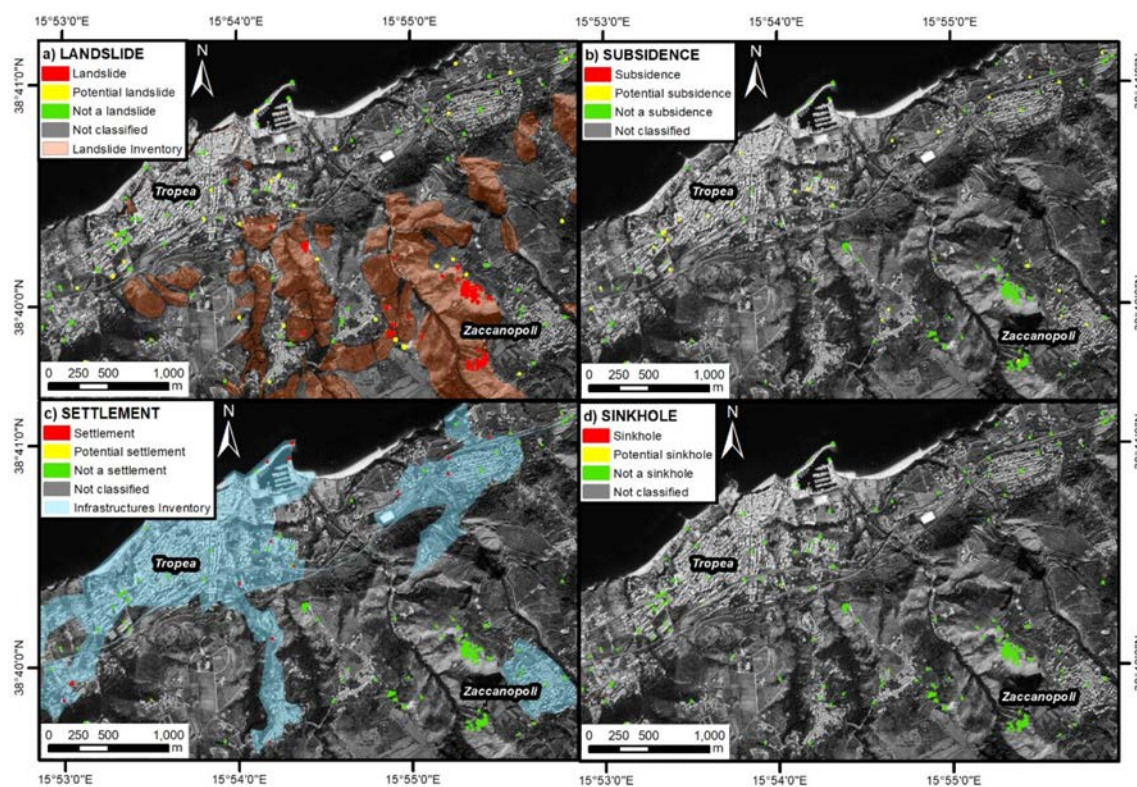 15°53'0"E 15°54'0"E 15°55'0"E 15°53'0"E 15°54'0"E 15°55'0"E
38°41'0"N
38°40'0"N
a) LANDSLIDE
Landslide
Potential landslide
Not a landslide
Not classified
Landslide Inventory
N
Tropea
Zaccanopoli
0 250 500 1,000
m
b) SUBSIDENCE
Subsidence
Potential subsidence
Not a subsidence
Not classified
N
Tropea
Zaccanopoli
0 250 500 1,000
m
38°40'0"N
c) SETTLEMENT
Settlement
Potential settlement
Not a settlement
Not classified
Infrastructures Inventory
N
38°41'0"N
38°40'0"N
Tropea
Zaccanopoli
0 250 500 1,000
m
d) SINKHOLE
Sinkhole
Potential sinkhole
Not a sinkhole
Not classified
N
Tropea
Zaccanopoli
0 250 500 1,000
m
15°53'0"E 15°54'0"E 15°55'0"E 15°53'0"E 15°54'0"E 15°55'0"E